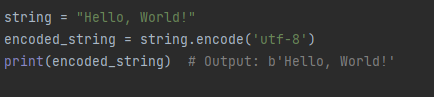 string = "Hello, World!"
encoded_string = string.encode('utf-8')
print(encoded_string)  # Output: b'Hello, World!'